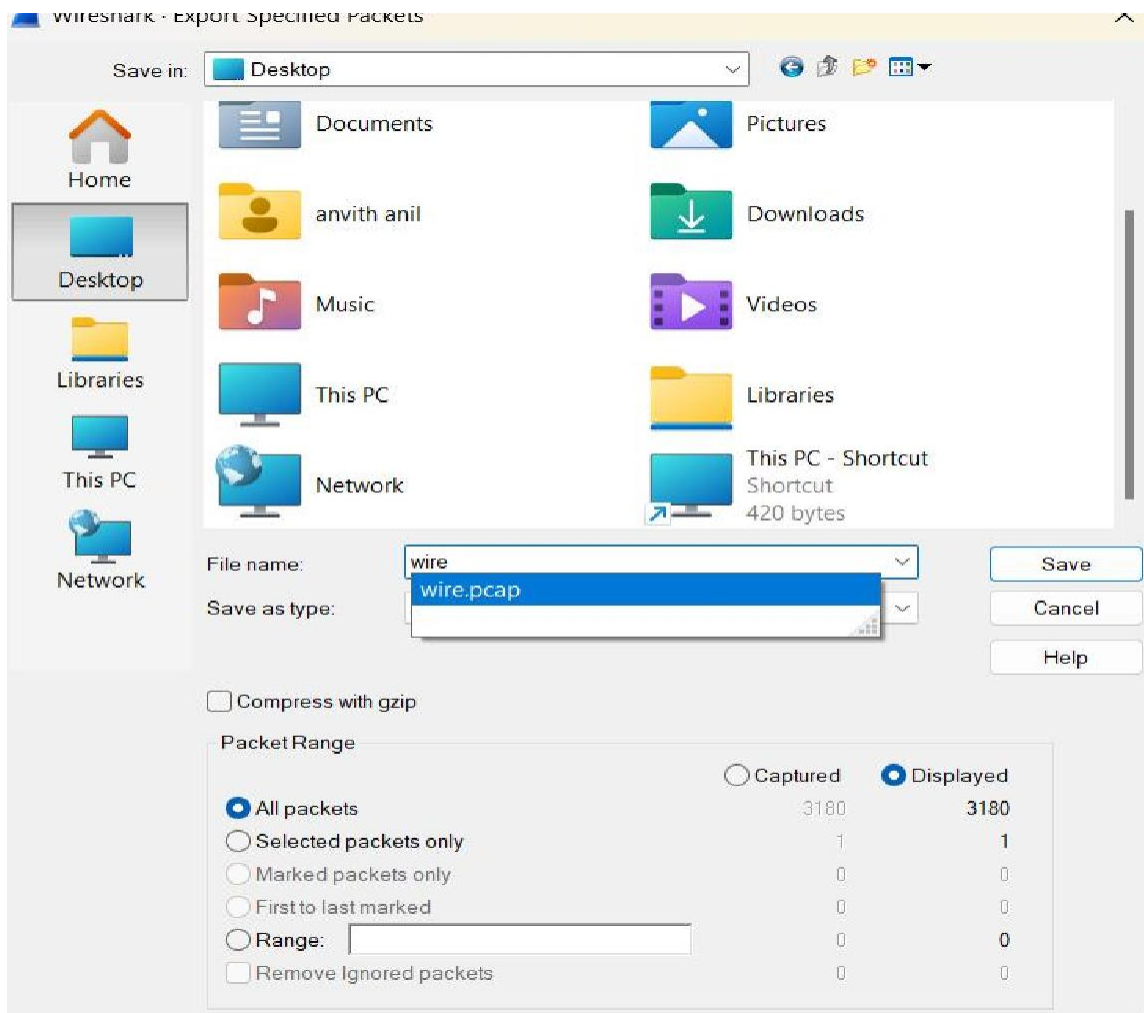 Wireshark · Export Specified Packets
Save in: Desktop
Home
Desktop
Libraries
This PC
Network
Documents
Pictures
anvith anil
Downloads
Music
Videos
This PC
Libraries
Network
This PC - Shortcut
Shortcut
420 bytes
File name: wire
Save
wire.pcap
Save as type:
Cancel
Help
Compress with gzip
Packet Range
Captured Displayed
All packets 3180 3180
Selected packets only 1 1
Marked packets only 0 0
First to last marked 0 0
Range: 0 0
Remove Ignored packets 0 0